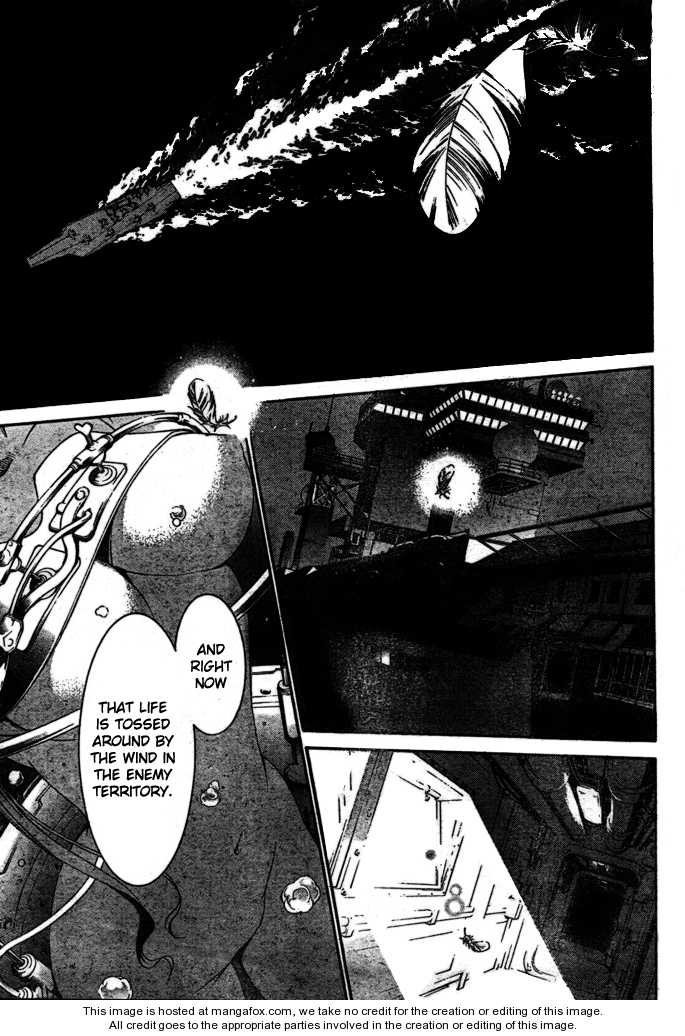 AND
RIGHT
NOW
THAT LIFE
IS TOSSED
AROUND BY
THE WIND IN
THE ENEMY
TERRITORY.
This image is hosted at mangafox.com, we take no credit for the creation or editing of this image.
All credit goes to the appropriate parties involved in the creation or editing of this image.